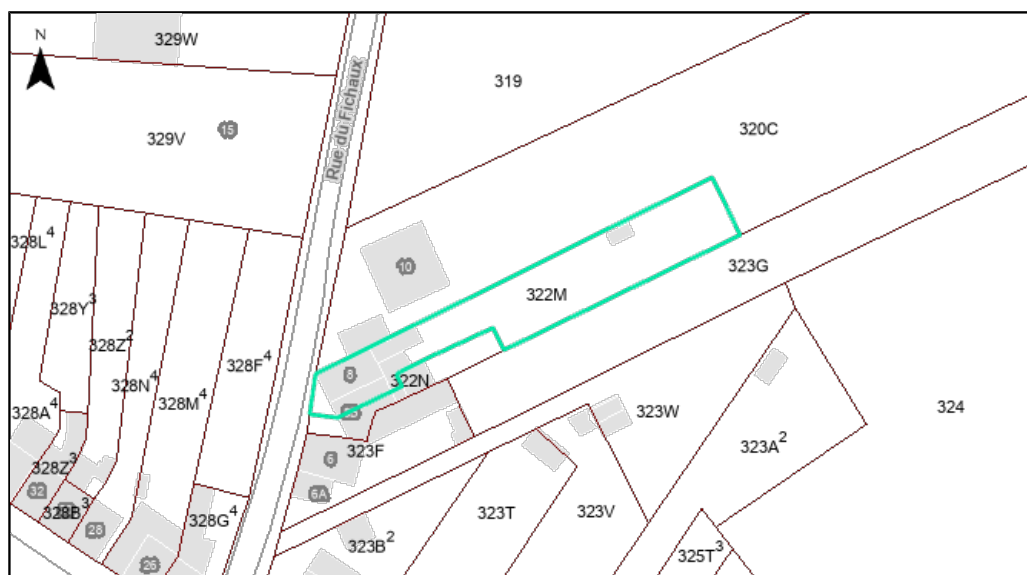 329W
N
319
320C
Rue du Fichaux
15
329V
328L⁴
10
323G
322M
328Y³
328Z²
328F⁴
8
322N
328N⁴
328M⁴
328A⁴
324
323W
323A²
323F
6
328Z³
6A
32
328B³
323T
323V
328G⁴
28
323B²
325T³
26